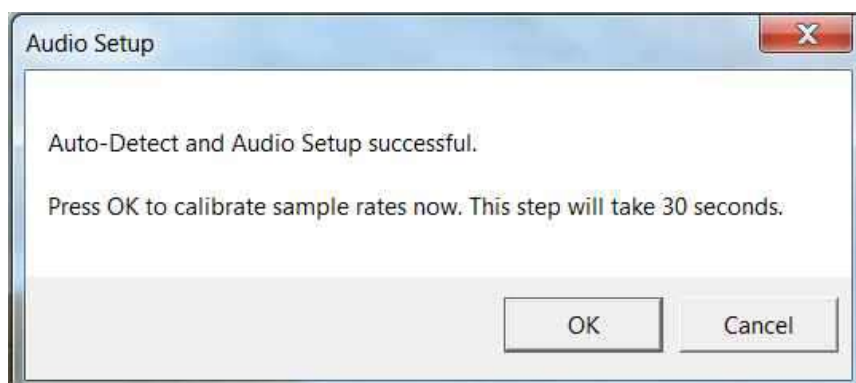 Audio Setup
Auto-Detect and Audio Setup successful.
Press OK to calibrate sample rates now. This step will take 30 seconds.
OK
Cancel